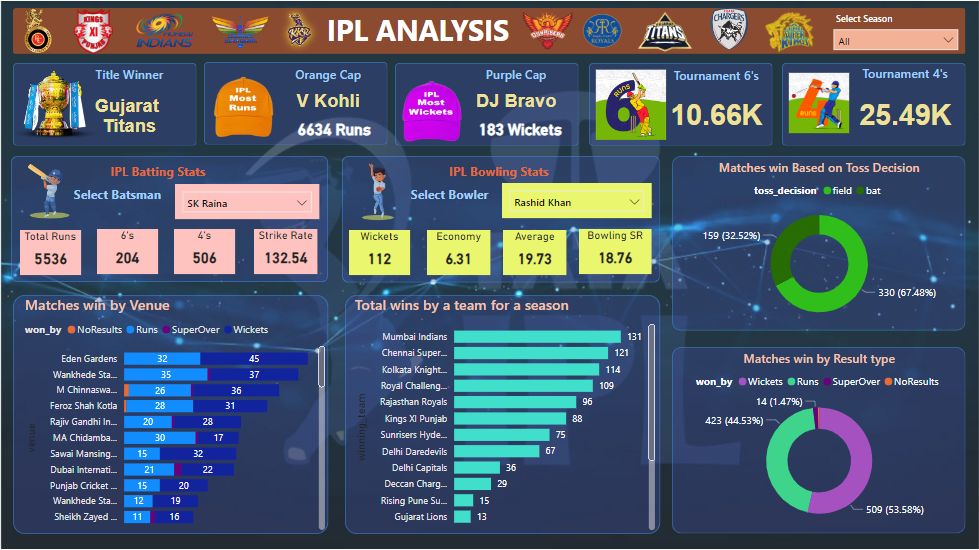 IPL ANALYSIS
Select Season
All
KINGS
XI
PUNJAB
MUMBAI
INDIANS
KKR
ROYALS
TITANS
CHARGERS
Title Winner
Gujarat
Titans
Orange Cap
IPL
Most
Runs
V Kohli
6634 Runs
Purple Cap
IPL
Most
Wickets
DJ Bravo
183 Wickets
RUNS
Tournament 6's
10.66K
RUNS
Tournament 4's
25.49K
IPL Batting Stats
Select Batsman
SK Raina
Total Runs
5536
6's
204
4's
506
Strike Rate
132.54
IPL Bowling Stats
Select Bowler
Rashid Khan
Wickets
112
Economy
6.31
Average
19.73
Bowling SR
18.76
Matches win Based on Toss Decision
toss_decision field bat
159 (32.52%)
330 (67.48%)
Matches win by Venue
won_by NoResults Runs SuperOver Wickets
venue
Eden Gardens 32 45
Wankhede Sta... 35 37
M Chinnaswa... 26 36
Feroz Shah Kotla 28 31
Rajiv Gandhi In... 20 28
MA Chidamba... 30 17
Sawai Mansing... 15 32
Dubai Internati... 21 22
Punjab Cricket ... 15 20
Wankhede Sta... 12 19
Sheikh Zayed ... 11 16
Total wins by a team for a season
winning_team
Mumbai Indians 131
Chennai Super... 121
Kolkata Knight... 114
Royal Challeng... 109
Rajasthan Royals 96
Kings XI Punjab 88
Sunrisers Hyde... 75
Delhi Daredevils 67
Delhi Capitals 36
Deccan Charg... 29
Rising Pune Su... 15
Gujarat Lions 13
Matches win by Result type
won_by Wickets Runs SuperOver NoResults
14 (1.47%)
423 (44.53%)
509 (53.58%)